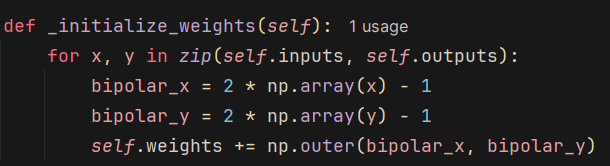 def _initialize_weights(self): 1 usage
    for x, y in zip(self.inputs, self.outputs):
        bipolar_x = 2 * np.array(x) - 1
        bipolar_y = 2 * np.array(y) - 1
        self.weights += np.outer(bipolar_x, bipolar_y)